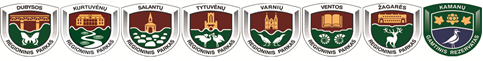 DUBYSOS
REGIONINIS PARKAS
KURTUVĖNŲ
REGIONINIS PARKAS
SALANTŲ
REGIONINIS PARKAS
TYTUVĖNŲ
REGIONINIS PARKAS
VARNIŲ
REGIONINIS PARKAS
VENTOS
REGIONINIS PARKAS
ŽAGARĖS
REGIONINIS PARKAS
KAMANŲ
GAMTINIS REZERVATAS